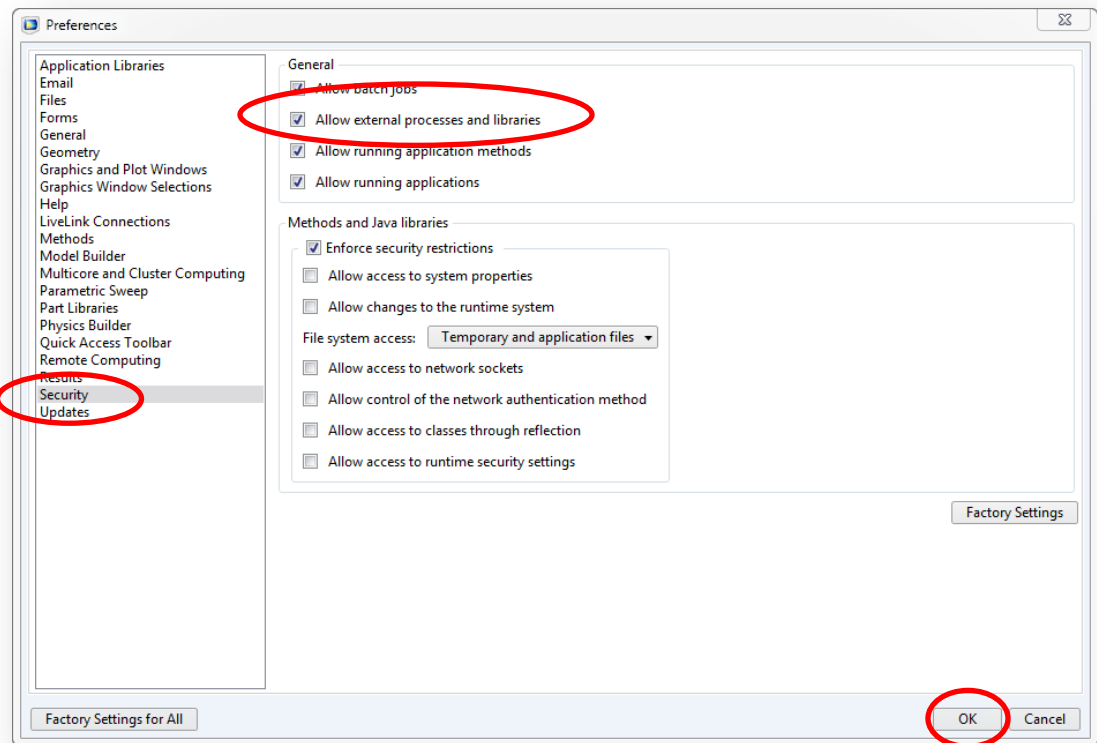 Preferences
Application Libraries
Email
Files
Forms
General
Geometry
Graphics and Plot Windows
Graphics Window Selections
Help
LiveLink Connections
Methods
Model Builder
Multicore and Cluster Computing
Parametric Sweep
Part Libraries
Physics Builder
Quick Access Toolbar
Remote Computing
Results
Security
Updates
General
Allow batch jobs
Allow external processes and libraries
Allow running application methods
Allow running applications
Methods and Java libraries
Enforce security restrictions
Allow access to system properties
Allow changes to the runtime system
File system access: Temporary and application files
Allow access to network sockets
Allow control of the network authentication method
Allow access to classes through reflection
Allow access to runtime security settings
Factory Settings
Factory Settings for All
OK Cancel